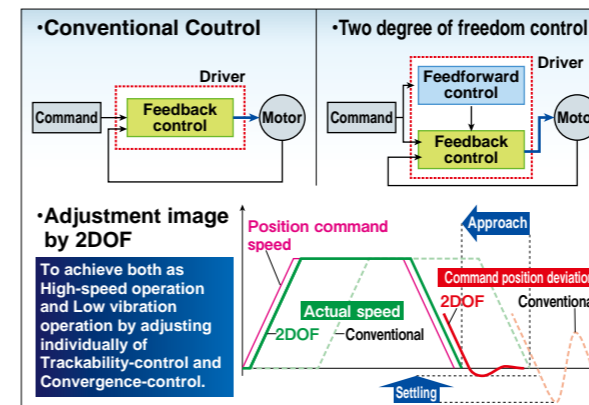 •Conventional Coutrol
Driver
Command
Feedback
control
Motor
•Two degree of freedom control
Driver
Feedforward
control
Command
Feedback
control
Moto
•Adjustment image
by 2DOF
To achieve both as
High-speed operation
and Low vibration
operation by adjusting
individually of
Trackability-control and
Convergence-control.
Position command
speed
Actual speed
2DOF
Conventional
Approach
Command position deviation
2DOF
Conventiona
Settling